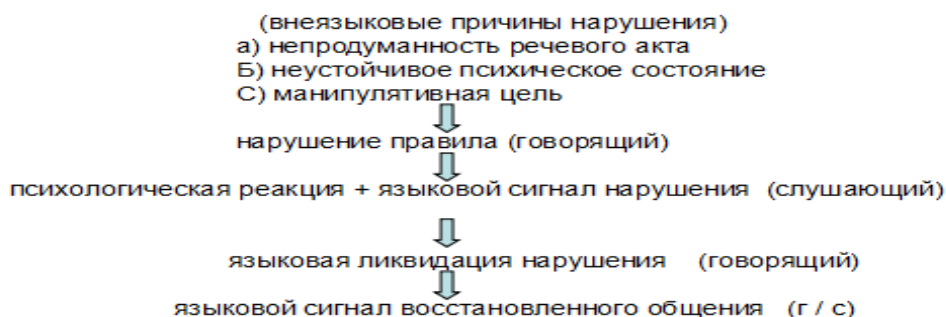 (внеязыковые причины нарушения)
а) непродуманность речевого акта
Б) неустойчивое психическое состояние
С) манипулятивная цель
нарушение правила (говорящий)
психологическая реакция + языковой сигнал нарушения (слушающий)
языковая ликвидация нарушения (говорящий)
языковой сигнал восстановленного общения (г / с)